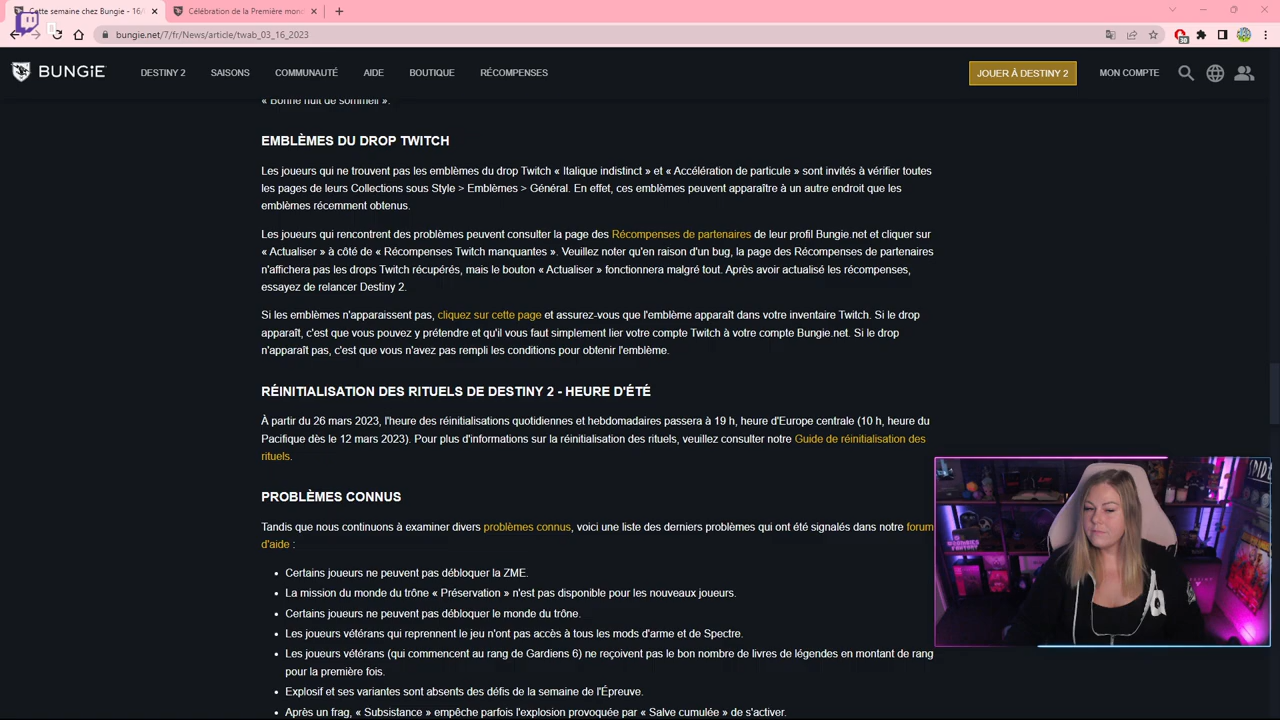 Cette semaine chez Bungie - 16/
Célébration de la Première mond
bungie.net/7/fr/News/article/twab_03_16_2023
BUNGiE
DESTINY 2
SAISONS
COMMUNAUTÉ
AIDE
BOUTIQUE
RÉCOMPENSES
JOUER À DESTINY 2
MON COMPTE
« Bonne nuit de sommeil ».
EMBLÈMES DU DROP TWITCH
Les joueurs qui ne trouvent pas les emblèmes du drop Twitch « Italique indistinct » et « Accélération de particule » sont invités à vérifier toutes
les pages de leurs Collections sous Style > Emblèmes > Général. En effet, ces emblèmes peuvent apparaître à un autre endroit que les
emblèmes récemment obtenus.
Les joueurs qui rencontrent des problèmes peuvent consulter la page des Récompenses de partenaires de leur profil Bungie.net et cliquer sur
« Actualiser » à côté de « Récompenses Twitch manquantes ». Veuillez noter qu'en raison d'un bug, la page des Récompenses de partenaires
n'affichera pas les drops Twitch récupérés, mais le bouton « Actualiser » fonctionnera malgré tout. Après avoir actualisé les récompenses,
essayez de relancer Destiny 2.
Si les emblèmes n'apparaissent pas, cliquez sur cette page et assurez-vous que l'emblème apparaît dans votre inventaire Twitch. Si le drop
apparaît, c'est que vous pouvez y prétendre et qu'il vous faut simplement lier votre compte Twitch à votre compte Bungie.net. Si le drop
n'apparaît pas, c'est que vous n'avez pas rempli les conditions pour obtenir l'emblème.
RÉINITIALISATION DES RITUELS DE DESTINY 2 - HEURE D'ÉTÉ
À partir du 26 mars 2023, l'heure des réinitialisations quotidiennes et hebdomadaires passera à 19 h, heure d'Europe centrale (10 h, heure du
Pacifique dès le 12 mars 2023). Pour plus d'informations sur la réinitialisation des rituels, veuillez consulter notre Guide de réinitialisation des
rituels.
PROBLÈMES CONNUS
Tandis que nous continuons à examiner divers problèmes connus, voici une liste des derniers problèmes qui ont été signalés dans notre forum
d'aide :
• Certains joueurs ne peuvent pas débloquer la ZME.
• La mission du monde du trône « Préservation » n'est pas disponible pour les nouveaux joueurs.
• Certains joueurs ne peuvent pas débloquer le monde du trône.
• Les joueurs vétérans qui reprennent le jeu n'ont pas accès à tous les mods d'arme et de Spectre.
• Les joueurs vétérans (qui commencent au rang de Gardiens 6) ne reçoivent pas le bon nombre de livres de légendes en montant de rang
pour la première fois.
• Explosif et ses variantes sont absents des défis de la semaine de l'Épreuve.
• Après un frag, « Subsistance » empêche parfois l'explosion provoquée par « Salve cumulée » de s'activer.